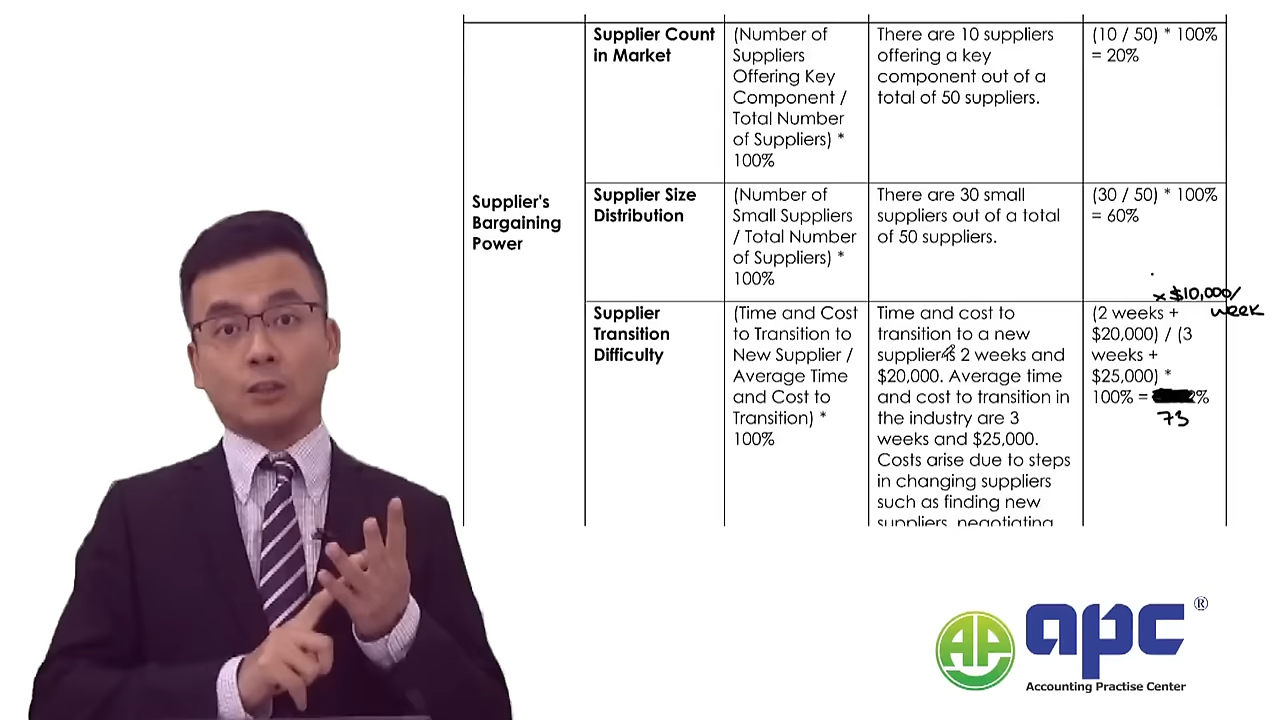 Supplier's
Bargaining
Power
Supplier Count
in Market
(Number of
Suppliers
Offering Key
Component /
Total Number
of Suppliers) *
100%
There are 10 suppliers
offering a key
component out of a
total of 50 suppliers.
(10 / 50) * 100%
= 20%
Supplier Size
Distribution
(Number of
Small Suppliers
/ Total Number
of Suppliers) *
100%
There are 30 small
suppliers out of a total
of 50 suppliers.
(30 / 50) * 100%
= 60%
Supplier
Transition
Difficulty
(Time and Cost
to Transition to
New Supplier /
Average Time
and Cost to
Transition) *
100%
Time and cost to
transition to a new
supplier is 2 weeks and
$20,000. Average time
and cost to transition in
the industry are 3
weeks and $25,000.
Costs arise due to steps
in changing suppliers
such as finding new
suppliers, negotiating
x $10,000/
week
(2 weeks +
$20,000) / (3
weeks +
$25,000) *
100% = 2%
73
AP
apc ®
Accounting Practise Center